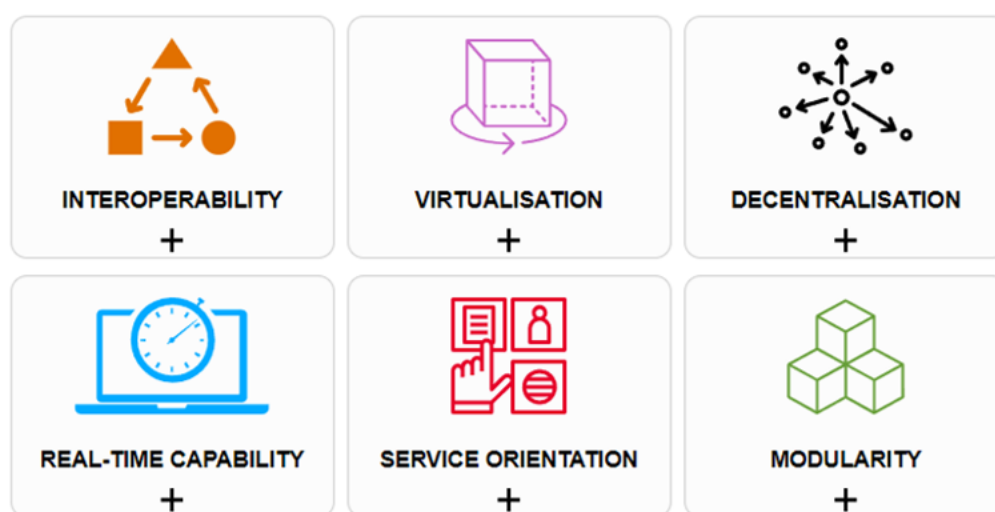 INTEROPERABILITY
+
VIRTUALISATION
+
DECENTRALISATION
+
REAL-TIME CAPABILITY
+
SERVICE ORIENTATION
+
MODULARITY
+